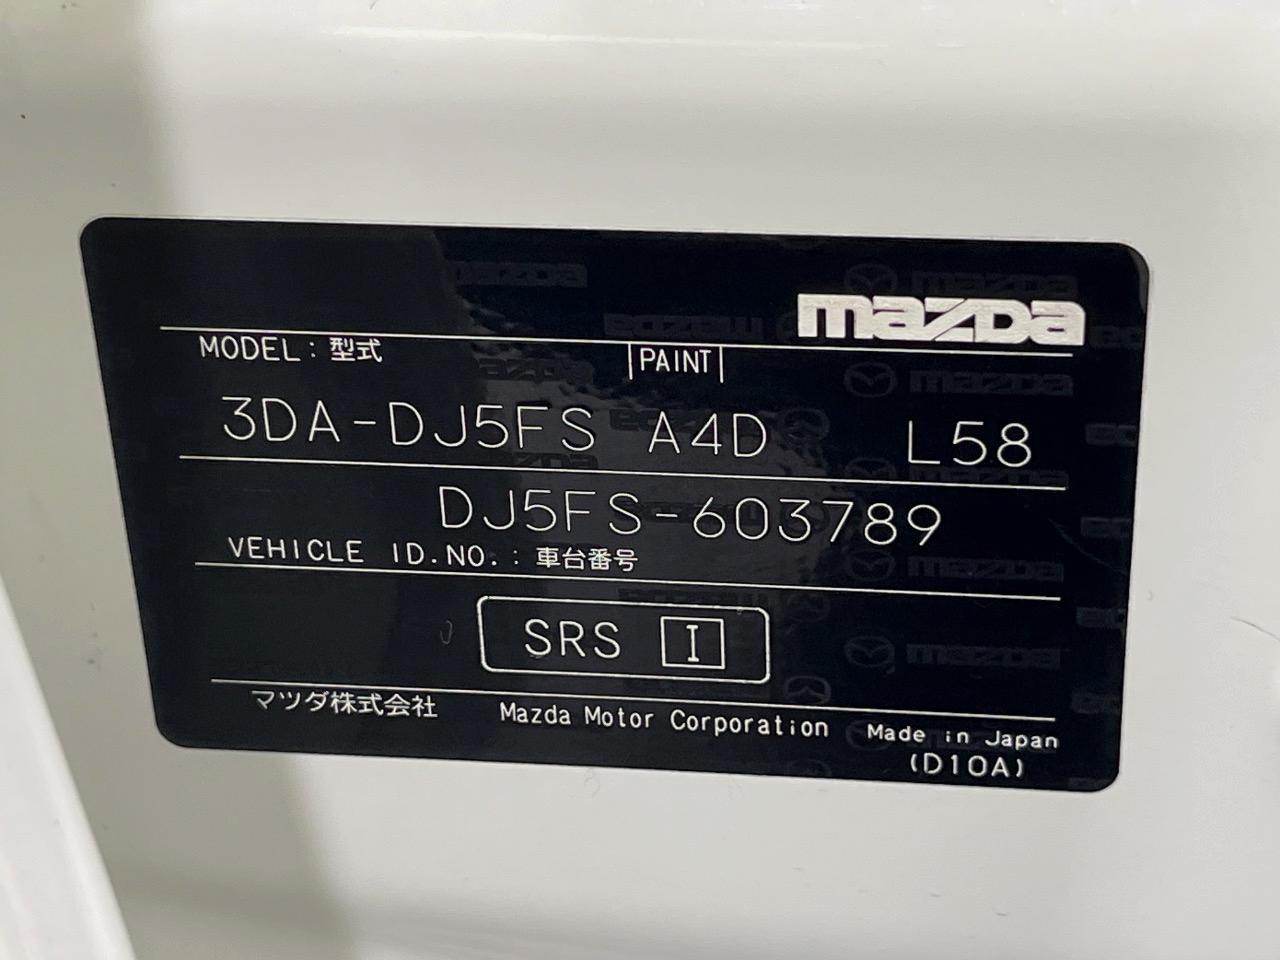 mazda
MODEL : 型式 |PAINT|
3DA-DJ5FS A4D L58
DJ5FS-603789
VEHICLE ID.NO. : 車台番号
SRS I
マツダ株式会社 Mazda Motor Corporation Made in Japan
(D10A)